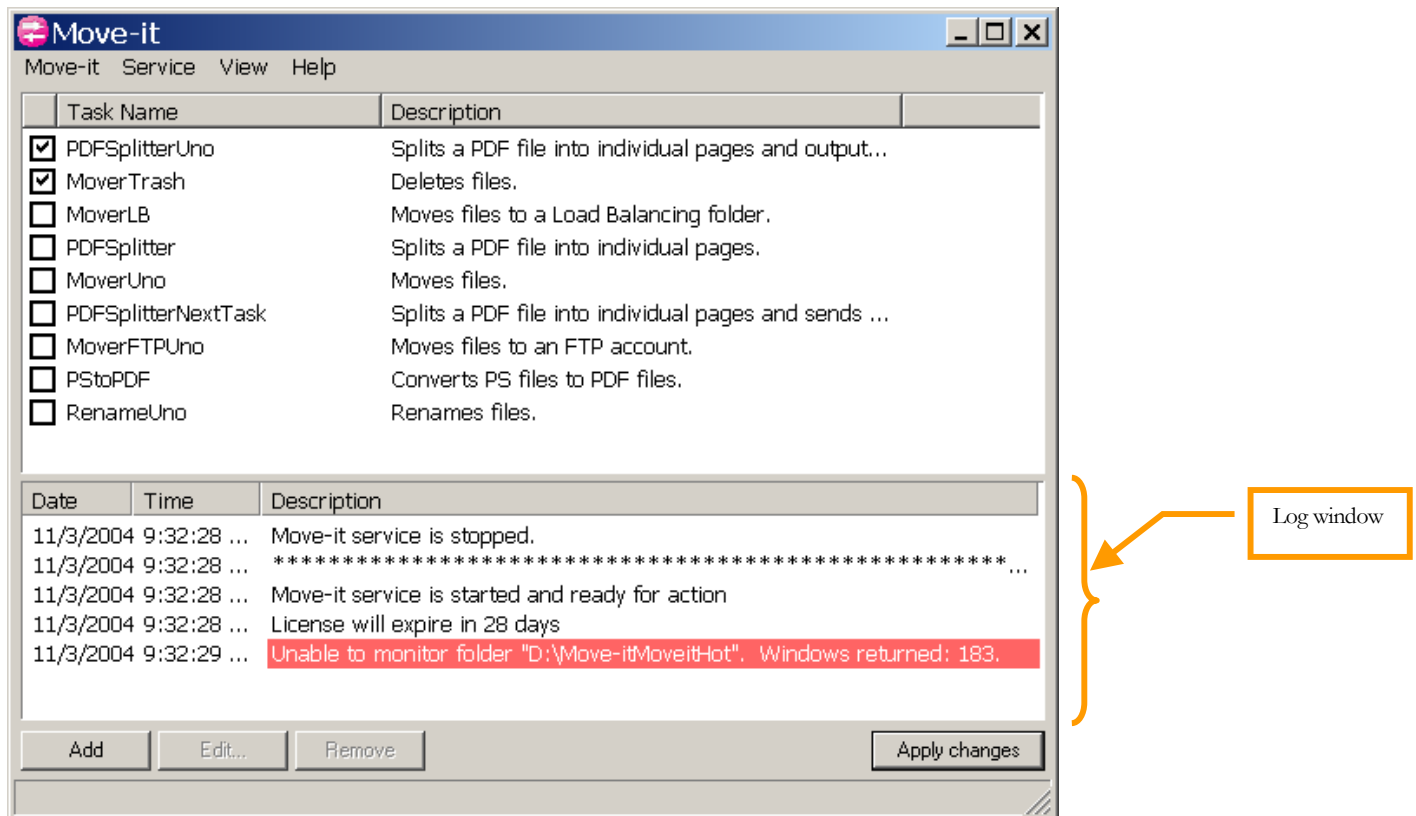 Move-it
Move-it Service View Help
Task Name Description
PDFSplitterUno Splits a PDF file into individual pages and output...
MoverTrash Deletes files.
MoverLB Moves files to a Load Balancing folder.
PDFSplitter Splits a PDF file into individual pages.
MoverUno Moves files.
PDFSplitterNextTask Splits a PDF file into individual pages and sends ...
MoverFTPUno Moves files to an FTP account.
PStoPDF Converts PS files to PDF files.
RenameUno Renames files.
Date Time Description
11/3/2004 9:32:28 ... Move-it service is stopped.
11/3/2004 9:32:28 ... *******************************************************...
11/3/2004 9:32:28 ... Move-it service is started and ready for action
11/3/2004 9:32:28 ... License will expire in 28 days
11/3/2004 9:32:29 ... Unable to monitor folder "D:\Move-itMoveitHot".  Windows returned: 183.
Add Edit... Remove Apply changes
Log window